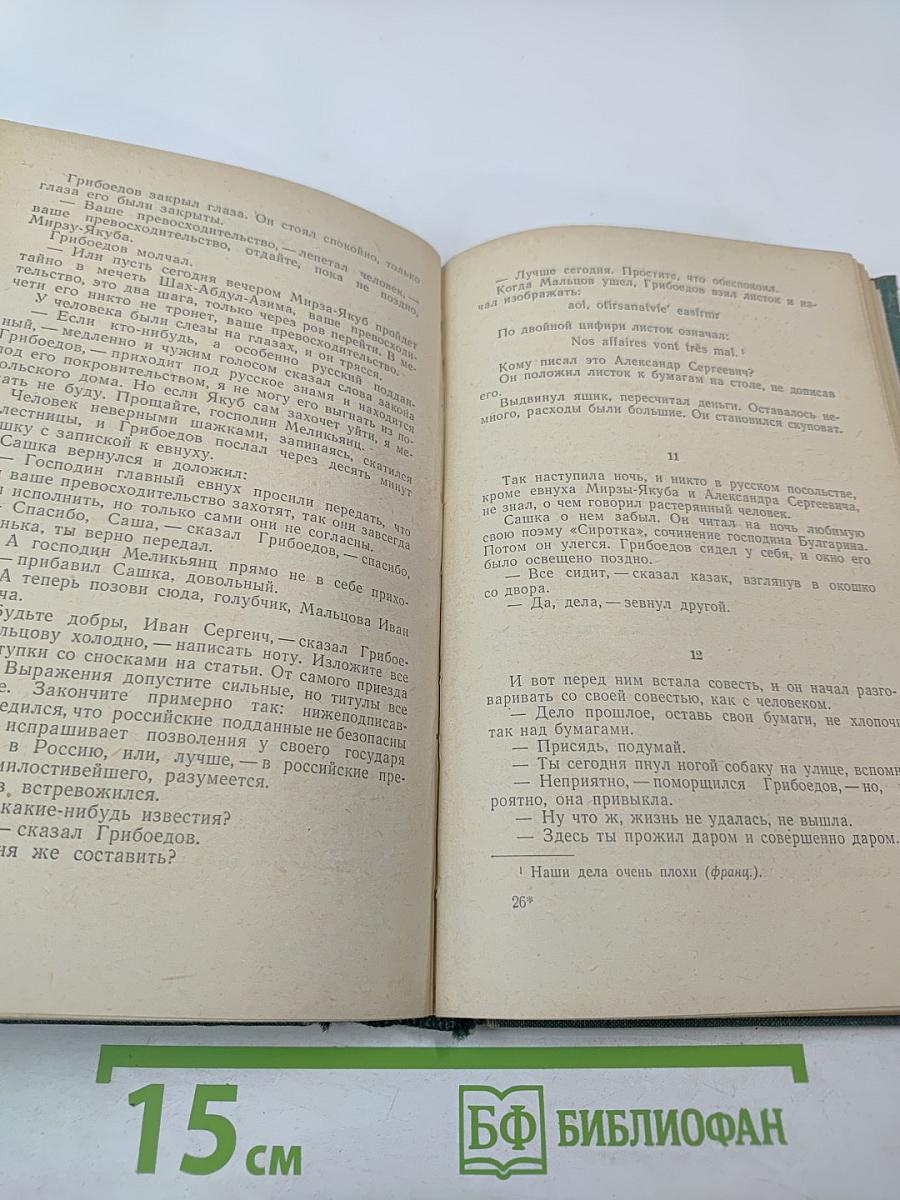 Грибоедов закрыл глаза. Он стоял спокойно, только
глаза его были закрыты.
— Ваше превосходительство, — лепетал человек, —
ваше превосходительство, отдайте, пока не поздно,
Мирзу-Якуба.
Грибоедов молчал.
— Или пусть сегодня вечером Мирза-Якуб пройдет
тайно в мечеть Шах-Абдул-Азима, ваше превосходи-
тельство, это два шага, только через ров перейти. В ме-
чети его никто не тронет, ваше превосходительство.
У человека были слезы на глазах, и он трясся.
— Если кто-нибудь, а особенно русский поддан-
ный, — медленно и чужим голосом сказал слова закона
Грибоедов, — приходит под русское знамя и находится
под его покровительством, я не могу его выгнать из по-
ольского дома. Но если Якуб сам захочет уйти, я ме-
ать не буду. Прощайте, господин Меликьянц.
Человек неверными шажками, запинаясь, скатился
лестницы, и Грибоедов послал через десять минут
шку с запиской к евнуху.
Сашка вернулся и доложил:
— Господин главный евнух просили передать, что
и ваше превосходительство захотят, так они завсегда
ы исполнить, но только сами они не согласны.
— Спасибо, Саша, — сказал Грибоедов, — спасибо,
енька, ты верно передал.
А господин Меликьянц прямо не в себе прихо-
— прибавил Сашка, довольный.
А теперь позови сюда, голубчик, Мальцова Иван
ча.
Будьте добры, Иван Сергеич, — сказал Грибое-
льцову холодно, — написать ноту. Изложите все
тупки со сносками на статьи. От самого приезда
Выражения допустите сильные, но титулы все
е. Закончите примерно так: нижеподписав-
едился, что российские подданные не безопасны
испрашивает позволения у своего государя
в Россию, или, лучше, — в российские пре-
милостивейшего, разумеется.
в встревожился.
какие-нибудь известия?
— сказал Грибоедов.
ня же составить?
— Лучше сегодня. Простите, что обеспокоил.
Когда Мальцов ушел, Грибоедов взял листок и на-
чал изображать:
aol, otirsanatvfe' easfrmr
По двойной цифири листок означал:
Nos affaires vont très mal.¹
Кому писал это Александр Сергеевич?
Он положил листок к бумагам на столе, не дописав
его.
Выдвинул ящик, пересчитал деньги. Оставалось не-
много, расходы были большие. Он становился скуповат.
11
Так наступила ночь, и никто в русском посольстве,
кроме евнуха Мирзы-Якуба и Александра Сергеевича,
не знал, о чем говорил растерянный человек.
Сашка о нем забыл. Он читал на ночь любимую
свою поэму «Сиротка», сочинение господина Булгарина.
Потом он улегся. Грибоедов сидел у себя, и окно его
было освещено поздно.
— Все сидит, — сказал казак, взглянув в окошко
со двора.
— Да, дела, — зевнул другой.
12
И вот перед ним встала совесть, и он начал разго-
варивать со своей совестью, как с человеком.
— Дело прошлое, оставь свои бумаги, не хлопочи
так над бумагами.
— Присядь, подумай.
— Ты сегодня пнул ногой собаку на улице, вспомн
— Неприятно, — поморщился Грибоедов, — но,
роятно, она привыкла.
— Ну что ж, жизнь не удалась, не вышла.
— Здесь ты прожил даром и совершенно даром.
¹ Наши дела очень плохи (франц.).
26*
15 см
БФ БИБЛИОФАН